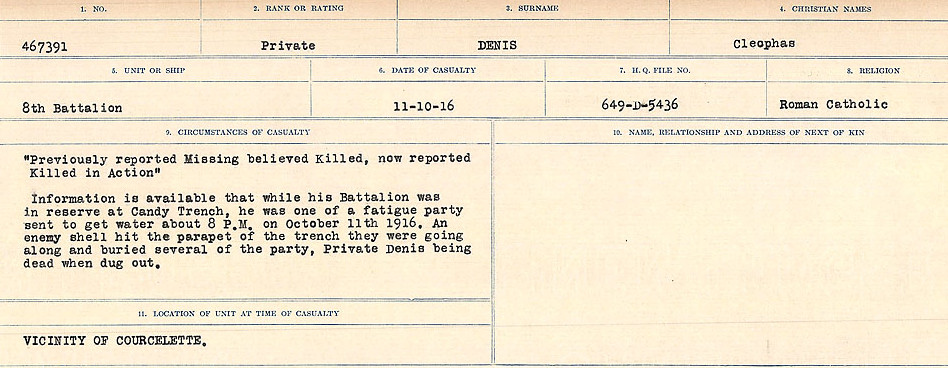 1. NO. 2. RANK OR RATING 3. SURNAME 4. CHRISTIAN NAMES
467391 Private DENIS Cleophas
5. UNIT OR SHIP 6. DATE OF CASUALTY 7. H.Q. FILE NO. 8. RELIGION
8th Battalion 11-10-16 649-D-5436 Roman Catholic
9. CIRCUMSTANCES OF CASUALTY 10. NAME, RELATIONSHIP AND ADDRESS OF NEXT OF KIN
"Previously reported Missing believed Killed, now reported
Killed in Action"
Information is available that while his Battalion was
in reserve at Candy Trench, he was one of a fatigue party
sent to get water about 8 P.M. on October 11th 1916. An
enemy shell hit the parapet of the trench they were going
along and buried several of the party, Private Denis being
dead when dug out.
11. LOCATION OF UNIT AT TIME OF CASUALTY
VICINITY OF COURCELETTE.